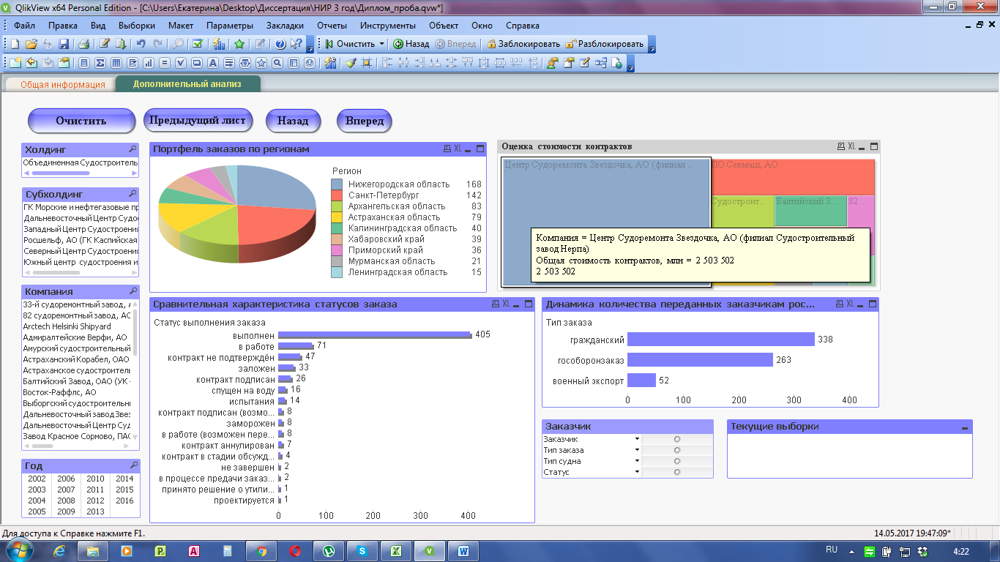 QlikView x64 Personal Edition - [C:\Users\Екатерина\Desktop\Диссертация\НИР 3 год\Диплом_проба.qvw*]
Файл Правка Вид Выборки Макет Параметры Закладки Отчеты Инструменты Объект Окно Справка
Очистить Назад Вперед Заблокировать Разблокировать
Общая информация Дополнительный анализ
Очистить Предыдущий лист Назад Вперед
Холдинг
Объединенная Судостроитель
Субхолдинг
ГК Морские и нефтегазовые пр
Дальневосточный Центр Судо
Западный Центр Судостроения
Росшельф, АО (ГК Каспийская
Северный Центр Судостроения
Южный центр судостроения и
Компания
33-й судоремонтный завод, А
82 судоремонтный завод, АО
Arctech Helsinki Shipyard
Адмиралтейские Верфи, АО
Амурский судостроительный
Астраханский Корабел, ОАО
Астраханское судостроитель
Балтийский Завод, ОАО (УК -
Восток-Раффлс, АО
Выборгский судостроительнь
Дальневосточный завод Звез
Дальневосточный Центр Суд
Завод Красное Сормово, ПАС
Год
2002 2006 2010 2014
2003 2007 2011 2015
2004 2008 2012 2016
2005 2009 2013
Портфель заказов по регионам XL
Регион
Нижегородская область 168
Санкт-Петербург 142
Архангельская область 83
Астраханская область 79
Калининградская область 40
Хабаровский край 39
Приморский край 36
Мурманская область 21
Ленинградская область 15
Оценка стоимости контрактов XL
Центр Судоремонта Звездочка, АО (филиал ...
ПО Севмаш, АО
Судостроит...
Балтийский З...
82 ...
Компания = Центр Судоремонта Звездочка, АО (филиал Судостроительный
завод Нерпа)
Общая стоимость контрактов, млн = 2 503 502
2 503 502
Сравнительная характеристика статусов заказа XL
Статус выполнения заказа
выполнен 405
в работе 71
контракт не подтверждён 47
заложен 33
контракт подписан 26
спущен на воду 16
испытания 14
контракт подписан (возмо... 8
заморожен 8
в работе (возможен пере... 8
контракт аннулирован 7
контракт в стадии обсужд... 4
не завершен 2
в процессе предачи заказ... 2
принято решение о утили... 1
проектируется 1
0 100 200 300 400
Динамика количества переданных заказчикам рос... XL
Тип заказа
гражданский 338
гособоронзаказ 263
военный экспорт 52
0 100 200 300 400
Заказчик
Заказчик
Тип заказа
Тип судна
Статус
Текущие выборки
Для доступа к Справке нажмите F1. 14.05.2017 19:47:09*
RU 4:22